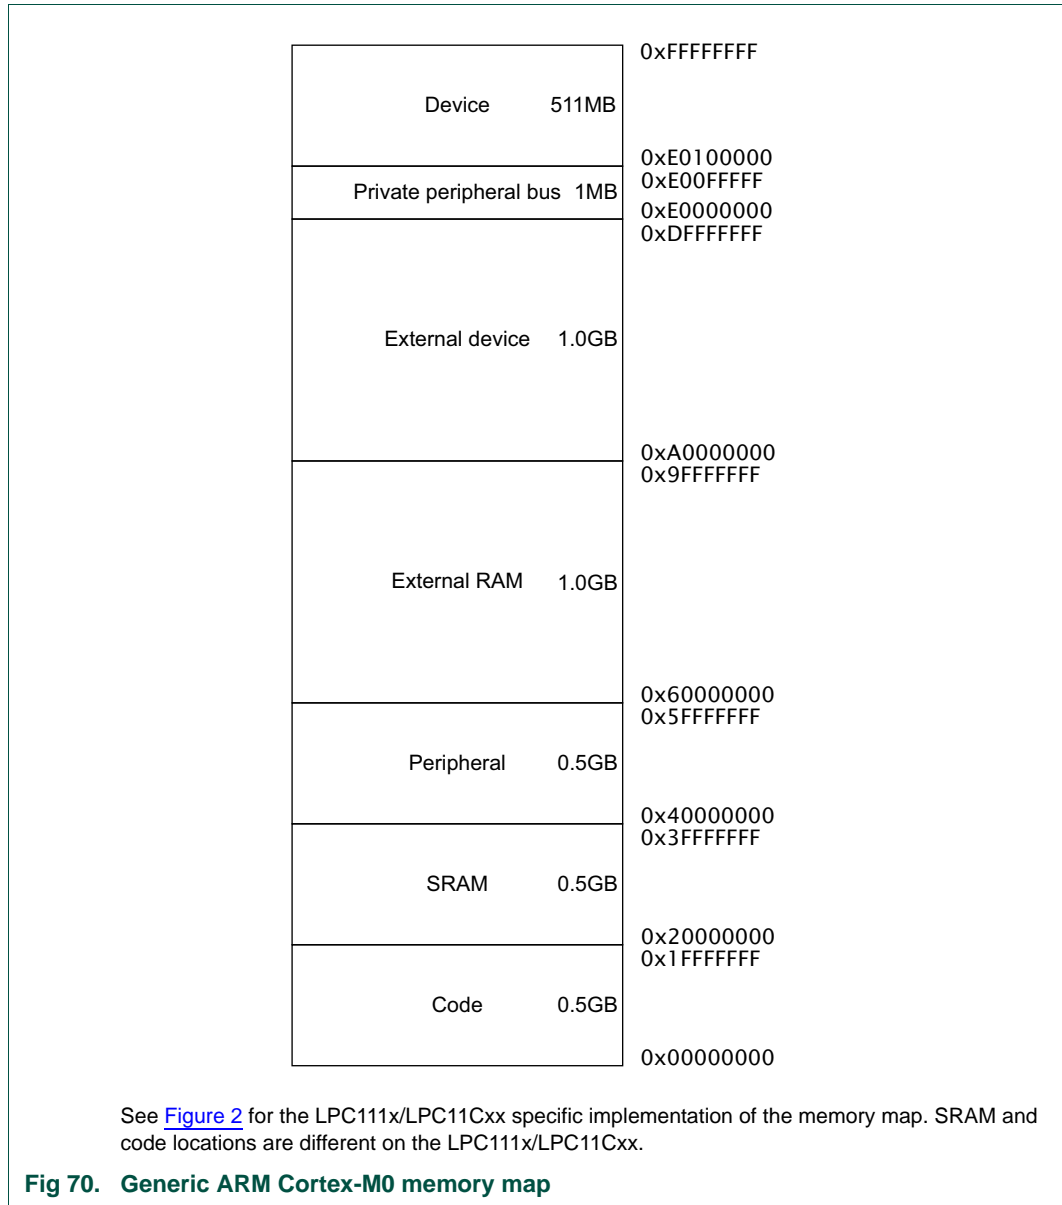 0xFFFFFFFF
Device 511MB
0xE0100000
0xE00FFFFF
Private peripheral bus 1MB
0xE0000000
0xDFFFFFFF
External device 1.0GB
0xA0000000
0x9FFFFFFF
External RAM 1.0GB
0x60000000
0x5FFFFFFF
Peripheral 0.5GB
0x40000000
0x3FFFFFFF
SRAM 0.5GB
0x20000000
0x1FFFFFFF
Code 0.5GB
0x00000000
See Figure 2 for the LPC111x/LPC11Cxx specific implementation of the memory map. SRAM and
code locations are different on the LPC111x/LPC11Cxx.
Fig 70. Generic ARM Cortex-M0 memory map